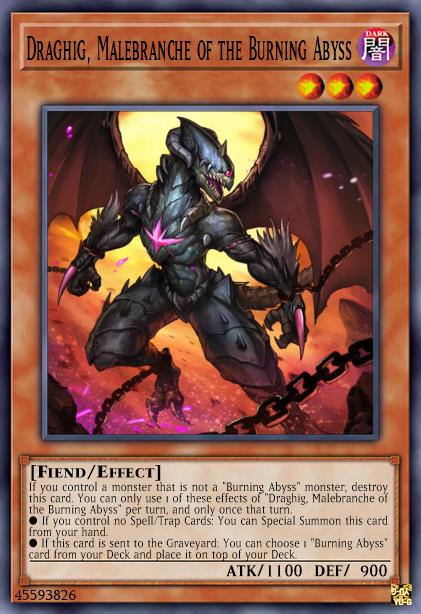 Draghig, Malebranche of the Burning Abyss
DARK
闇
[Fiend/Effect]
If you control a monster that is not a "Burning Abyss" monster, destroy
this card. You can only use 1 of these effects of "Draghig, Malebranche of
the Burning Abyss" per turn, and only once that turn.
● If you control no Spell/Trap Cards: You can Special Summon this card
from your hand.
● If this card is sent to the Graveyard: You can choose 1 "Burning Abyss"
card from your Deck and place it on top of your Deck.
ATK/1100 DEF/ 900
45593826